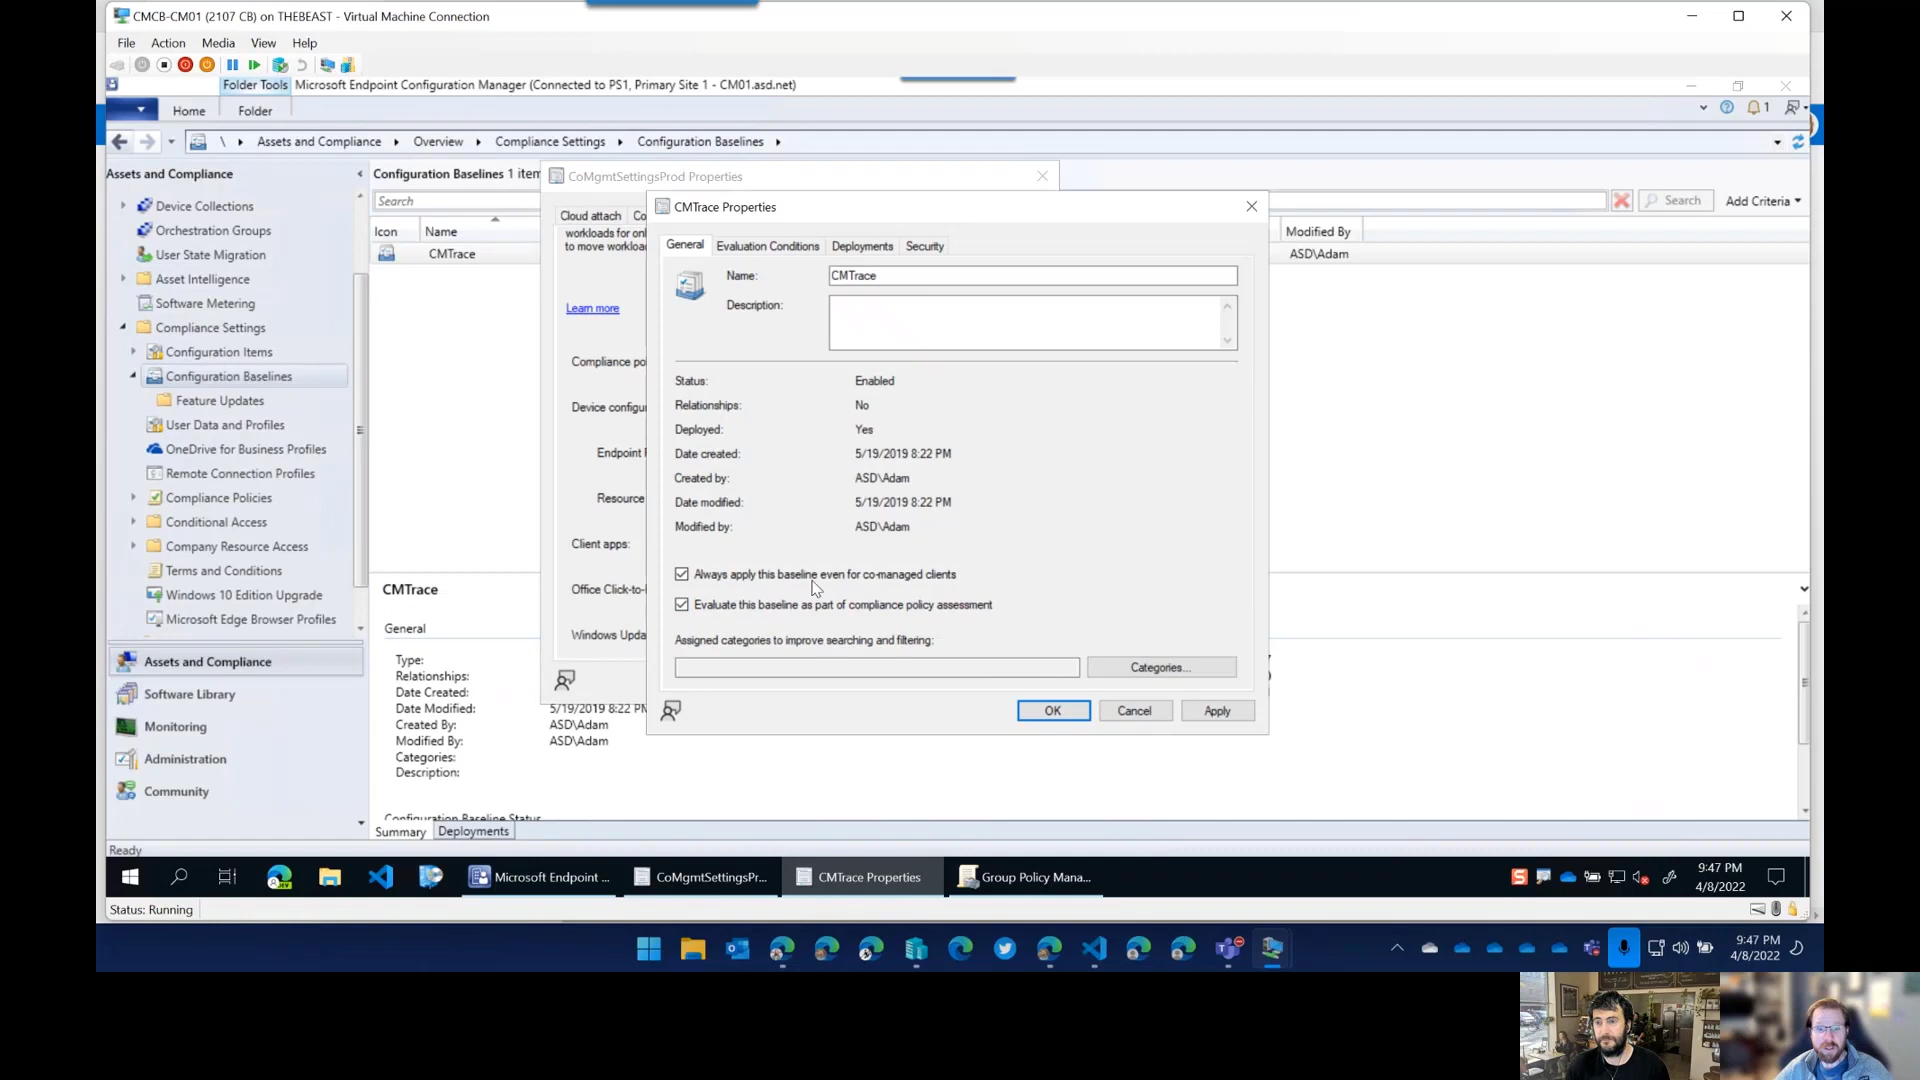 CMCB-CM01 (2107 CB) on THEBEAST - Virtual Machine Connection
File Action Media View Help
Folder Tools Microsoft Endpoint Configuration Manager (Connected to PS1, Primary Site 1 - CM01.asd.net)
Home Folder
1
\ Assets and Compliance Overview Compliance Settings Configuration Baselines
Assets and Compliance
Device Collections
Orchestration Groups
User State Migration
Asset Intelligence
Software Metering
Compliance Settings
Configuration Items
Configuration Baselines
Feature Updates
User Data and Profiles
OneDrive for Business Profiles
Remote Connection Profiles
Compliance Policies
Conditional Access
Company Resource Access
Terms and Conditions
Windows 10 Edition Upgrade
Microsoft Edge Browser Profiles
Assets and Compliance
Software Library
Monitoring
Administration
Community
Ready
Configuration Baselines 1 item
Search
Search Add Criteria
Icon Name Modified By
CMTrace ASD\Adam
CoMgmtSettingsProd Properties
Cloud attach Co
workloads for onl
to move workloa
Learn more
Compliance po
Device configu
Endpoint
Resource
Client apps:
Office Click-to-
Windows Upda
CMTrace Properties
General Evaluation Conditions Deployments Security
Name: CMTrace
Description:
Status: Enabled
Relationships: No
Deployed: Yes
Date created: 5/19/2019 8:22 PM
Created by: ASD\Adam
Date modified: 5/19/2019 8:22 PM
Modified by: ASD\Adam
Always apply this baseline even for co-managed clients
Evaluate this baseline as part of compliance policy assessment
Assigned categories to improve searching and filtering:
Categories...
OK Cancel Apply
CMTrace
General
Type:
Relationships:
Date Created:
Date Modified: 5/19/2019 8:22 PM
Created By: ASD\Adam
Modified By: ASD\Adam
Categories:
Description:
Configuration Baseline Status
Summary Deployments
Microsoft Endpoint ... CoMgmtSettingsPr... CMTrace Properties Group Policy Mana...
9:47 PM
4/8/2022
Status: Running
9:47 PM
4/8/2022